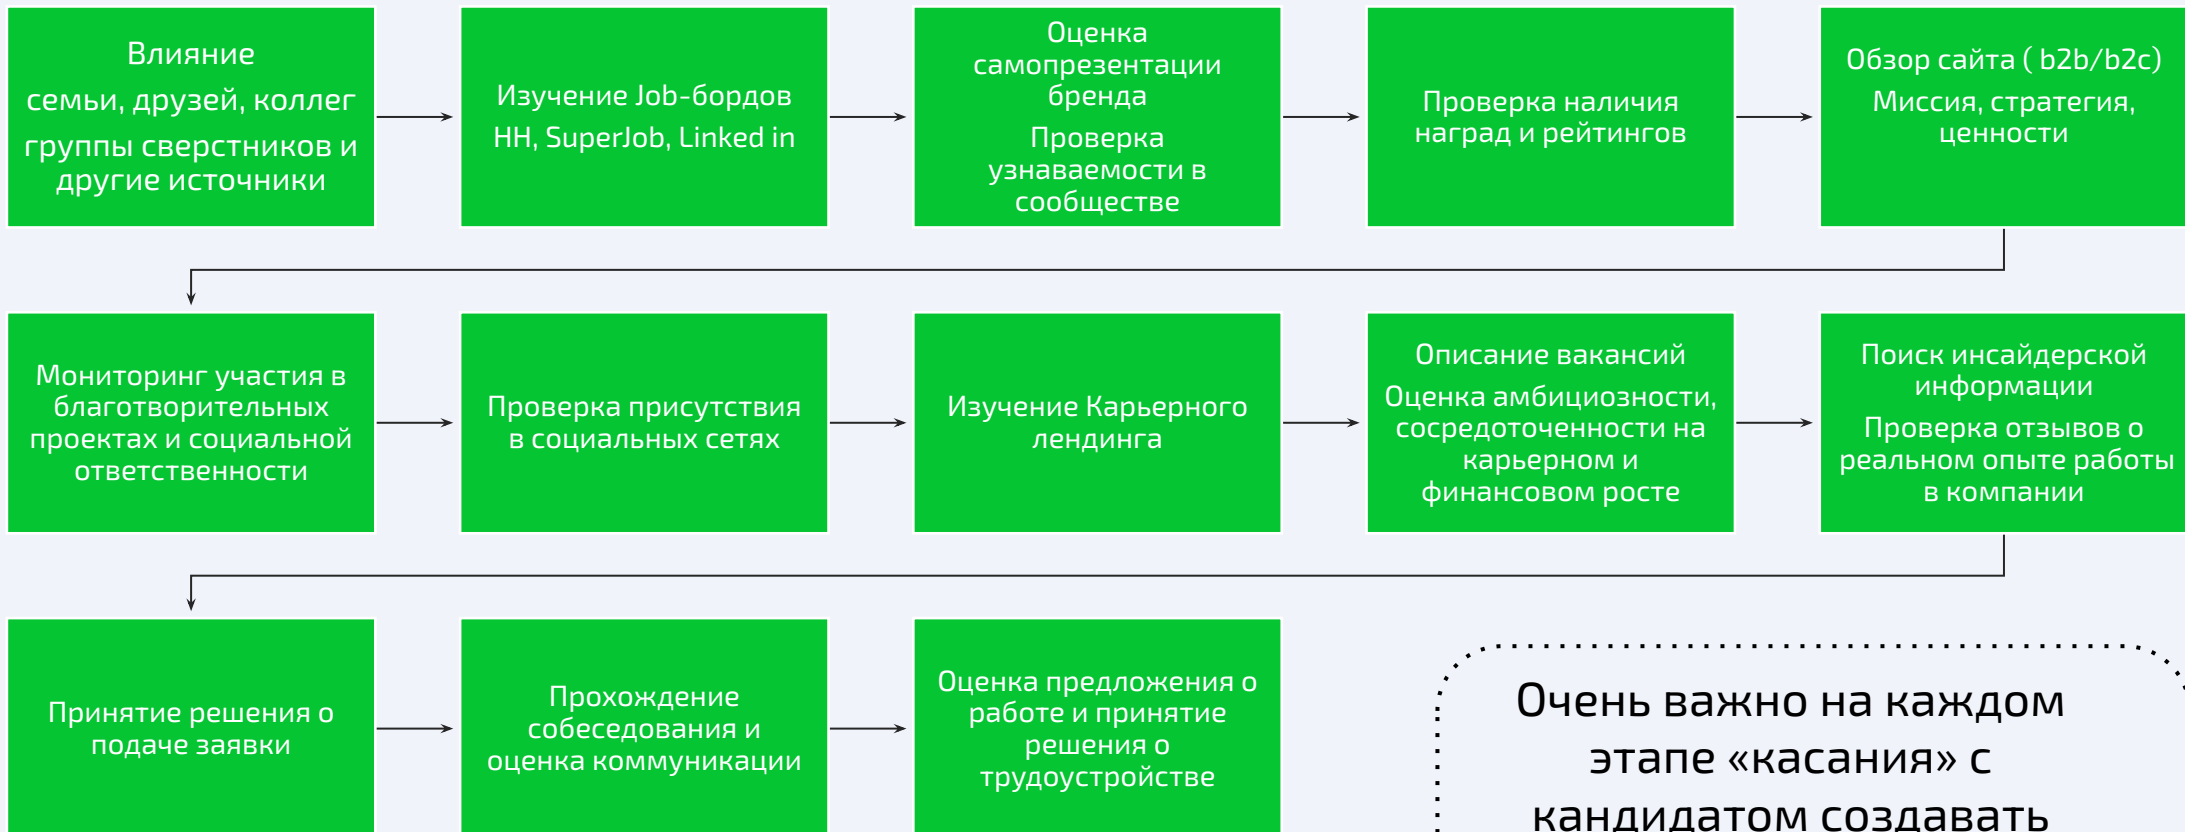 Влияние
семьи, друзей, коллег
группы сверстников и
другие источники
Изучение Job-бордов
HH, SuperJob, Linked in
Оценка
самопрезентации
бренда
Проверка
узнаваемости в
сообществе
Проверка наличия
наград и рейтингов
Обзор сайта ( b2b/b2c)
Миссия, стратегия,
ценности
Мониторинг участия в
благотворительных
проектах и социальной
ответственности
Проверка присутствия
в социальных сетях
Изучение Карьерного
лендинга
Описание вакансий
Оценка амбициозности,
сосредоточенности на
карьерном и
финансовом росте
Поиск инсайдерской
информации
Проверка отзывов о
реальном опыте работы
в компании
Принятие решения о
подаче заявки
Прохождение
собеседования и
оценка коммуникации
Оценка предложения о
работе и принятие
решения о
трудоустройстве
Очень важно на каждом
этапе «касания» с
кандидатом создавать